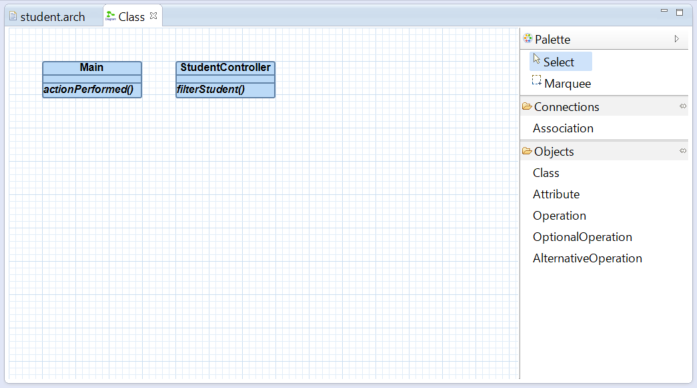 student.arch
Class
Main
actionPerformed()
StudentController
filterStudent()
Palette
Select
Marquee
Connections
Association
Objects
Class
Attribute
Operation
OptionalOperation
AlternativeOperation